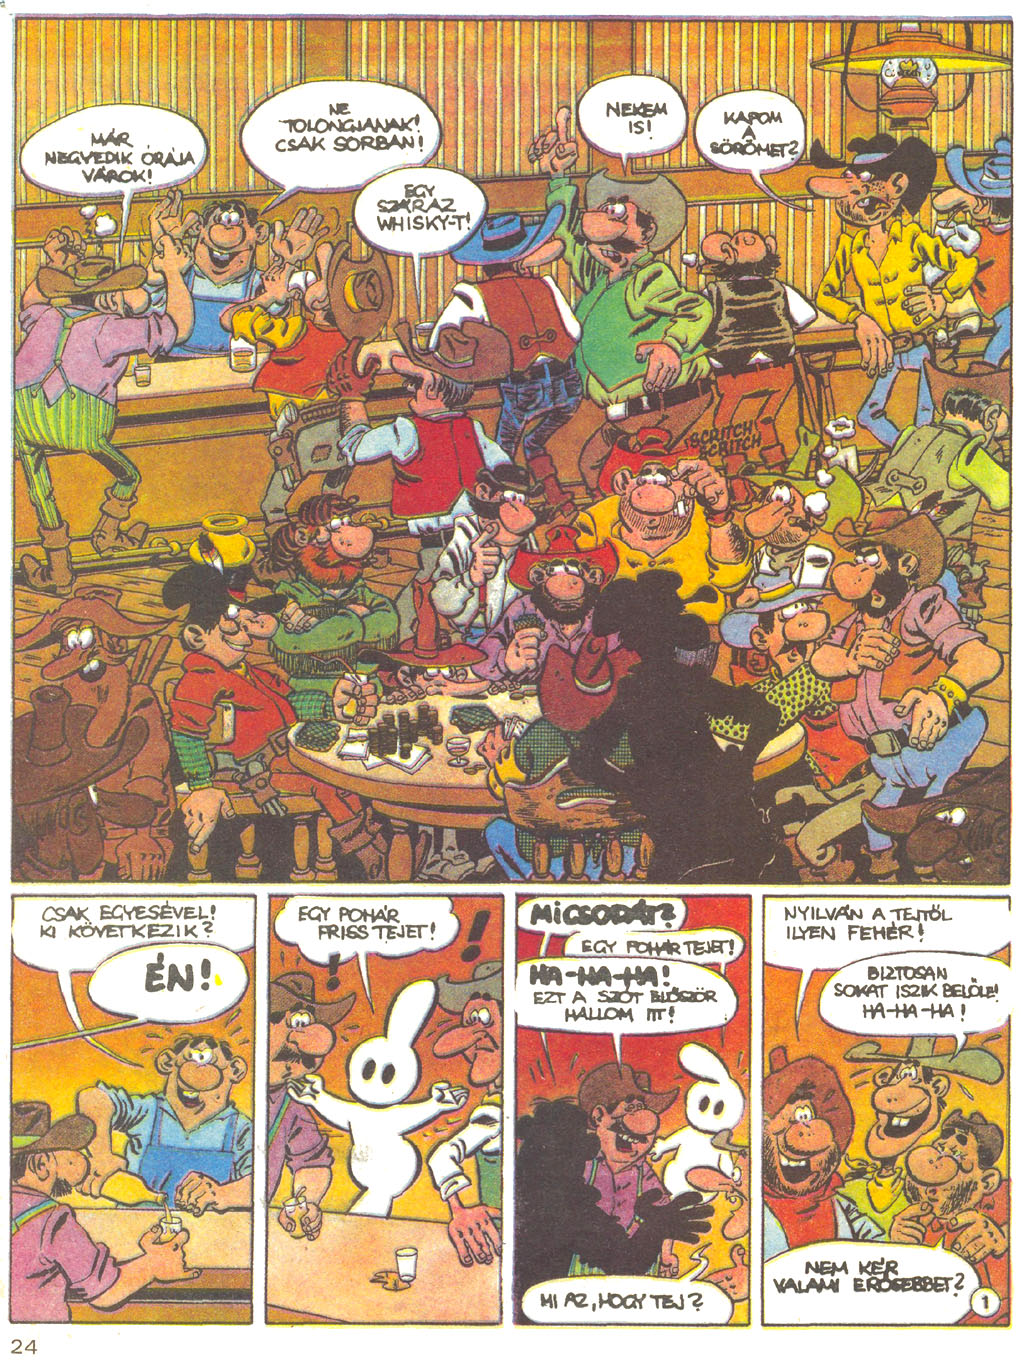 MÁR
NEGYEDIK ÓRÁJA
VÁROK!
NE
TOLONGJANAK!
CSAK SORBAN!
EGY
SZÁRAZ
WHISKY-T!
NEKEM
IS!
KAPOM
A
SÖRÖMET?
SCRITCH!
SCRITCH
CSAK EGYESÉVEL!
KI KÖVETKEZIK?
ÉN!
EGY POHÁR
FRISS TEJET!
!
!
MICSODÁT?
EGY POHÁR TEJET!
HA-HA-HA!
EZT A SZÓT ELŐSZÖR
HALLOM ITT!
MI AZ, HOGY TEJ?
NYILVÁN A TEJTŐL
ILYEN FEHÉR!
BIZTOSAN
SOKAT ISZIK BELŐLE!
HA-HA-HA!
NEM KÉR
VALAMI ERŐSEBBET?
1
24